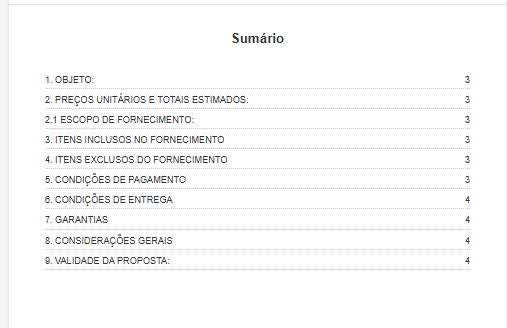 Sumário
1. OBJETO: 3
2. PREÇOS UNITÁRIOS E TOTAIS ESTIMADOS: 3
2.1 ESCOPO DE FORNECIMENTO: 3
3. ITENS INCLUSOS NO FORNECIMENTO 3
4. ITENS EXCLUSOS DO FORNECIMENTO 3
5. CONDIÇÕES DE PAGAMENTO 3
6. CONDIÇÕES DE ENTREGA 4
7. GARANTIAS 4
8. CONSIDERAÇÕES GERAIS 4
9. VALIDADE DA PROPOSTA: 4